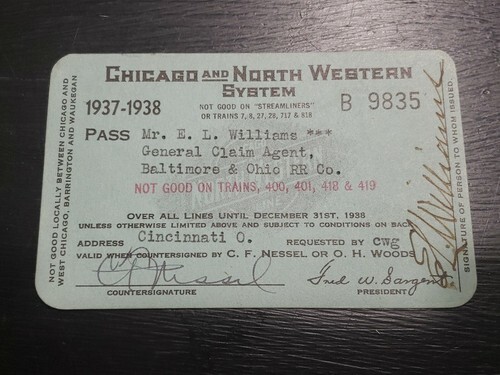 CHICAGO AND NORTH WESTERN
SYSTEM
1937-1938
NOT GOOD ON "STREAMLINERS"
OR TRAINS 7, 8, 27, 28, 717 & 818
B 9835
PASS Mr. E. L. Williams ***
General Claim Agent,
Baltimore & Ohio RR Co.
NOT GOOD ON TRAINS, 400, 401, 418 & 419
OVER ALL LINES UNTIL DECEMBER 31ST, 1938
UNLESS OTHERWISE LIMITED ABOVE AND SUBJECT TO CONDITIONS ON BACK
ADDRESS Cincinnati O. REQUESTED BY CWg
VALID WHEN COUNTERSIGNED BY C. F. NESSEL OR O. H. WOODS
C F Nessel
Fred W. Sargent
COUNTERSIGNATURE
PRESIDENT
NOT GOOD LOCALLY BETWEEN CHICAGO AND
WEST CHICAGO, BARRINGTON AND WAUKEGAN
E L Williams
SIGNATURE OF PERSON TO WHOM ISSUED.